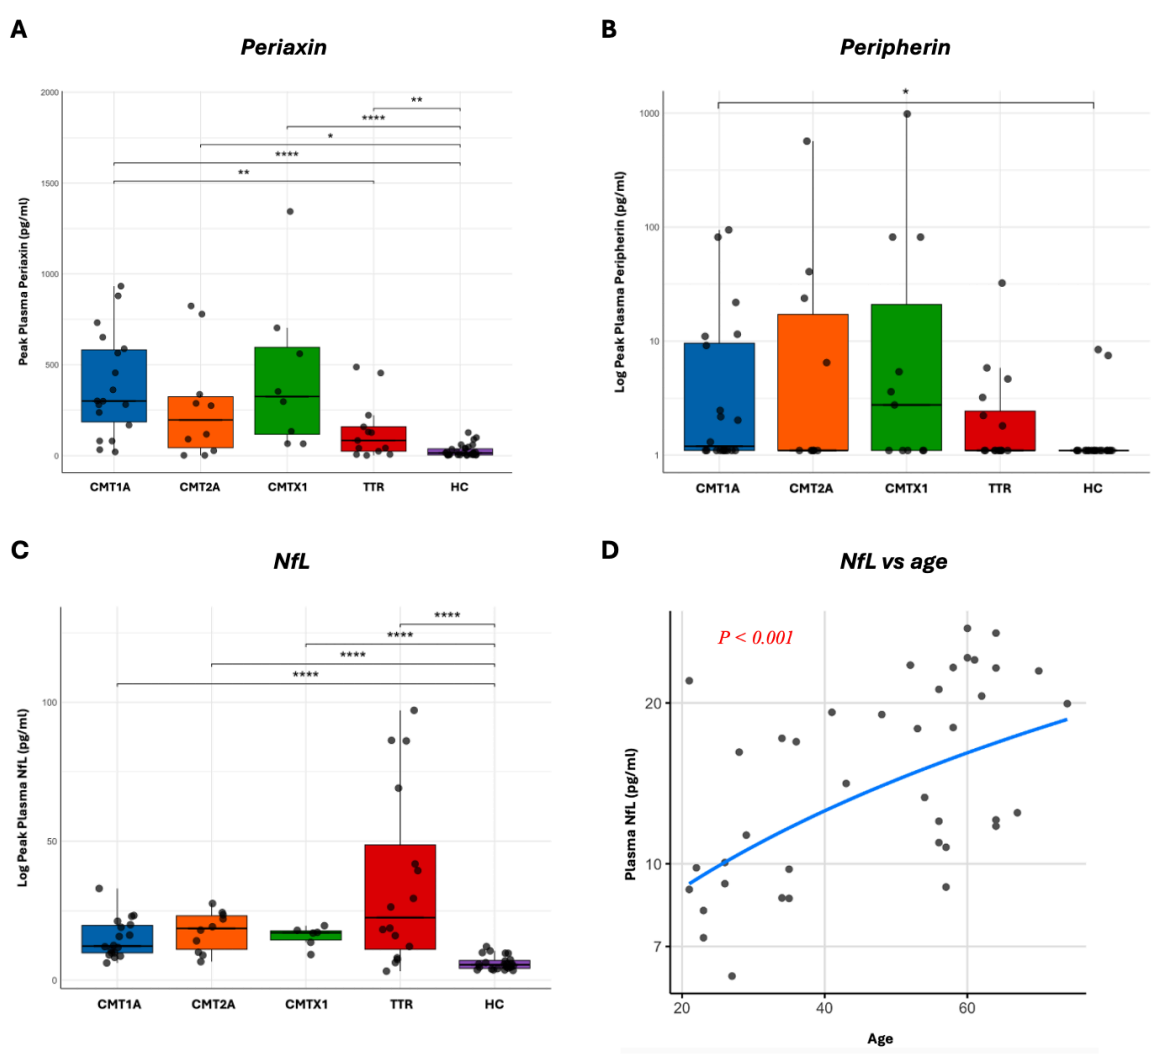 A
Periaxin
Peak Plasma Periaxin (pg/ml)
2000
1500
1000
500
0
**
****
*
****
**
CMT1A CMT2A CMTX1 TTR HC
B
Peripherin
Log Peak Plasma Peripherin (pg/ml)
1000
100
10
1
*
CMT1A CMT2A CMTX1 TTR HC
C
NfL
Log Peak Plasma NfL (pg/ml)
100
50
0
****
****
****
****
CMT1A CMT2A CMTX1 TTR HC
D
NfL vs age
P < 0.001
Plasma NfL (pg/ml)
20
10
7
20 40 60
Age